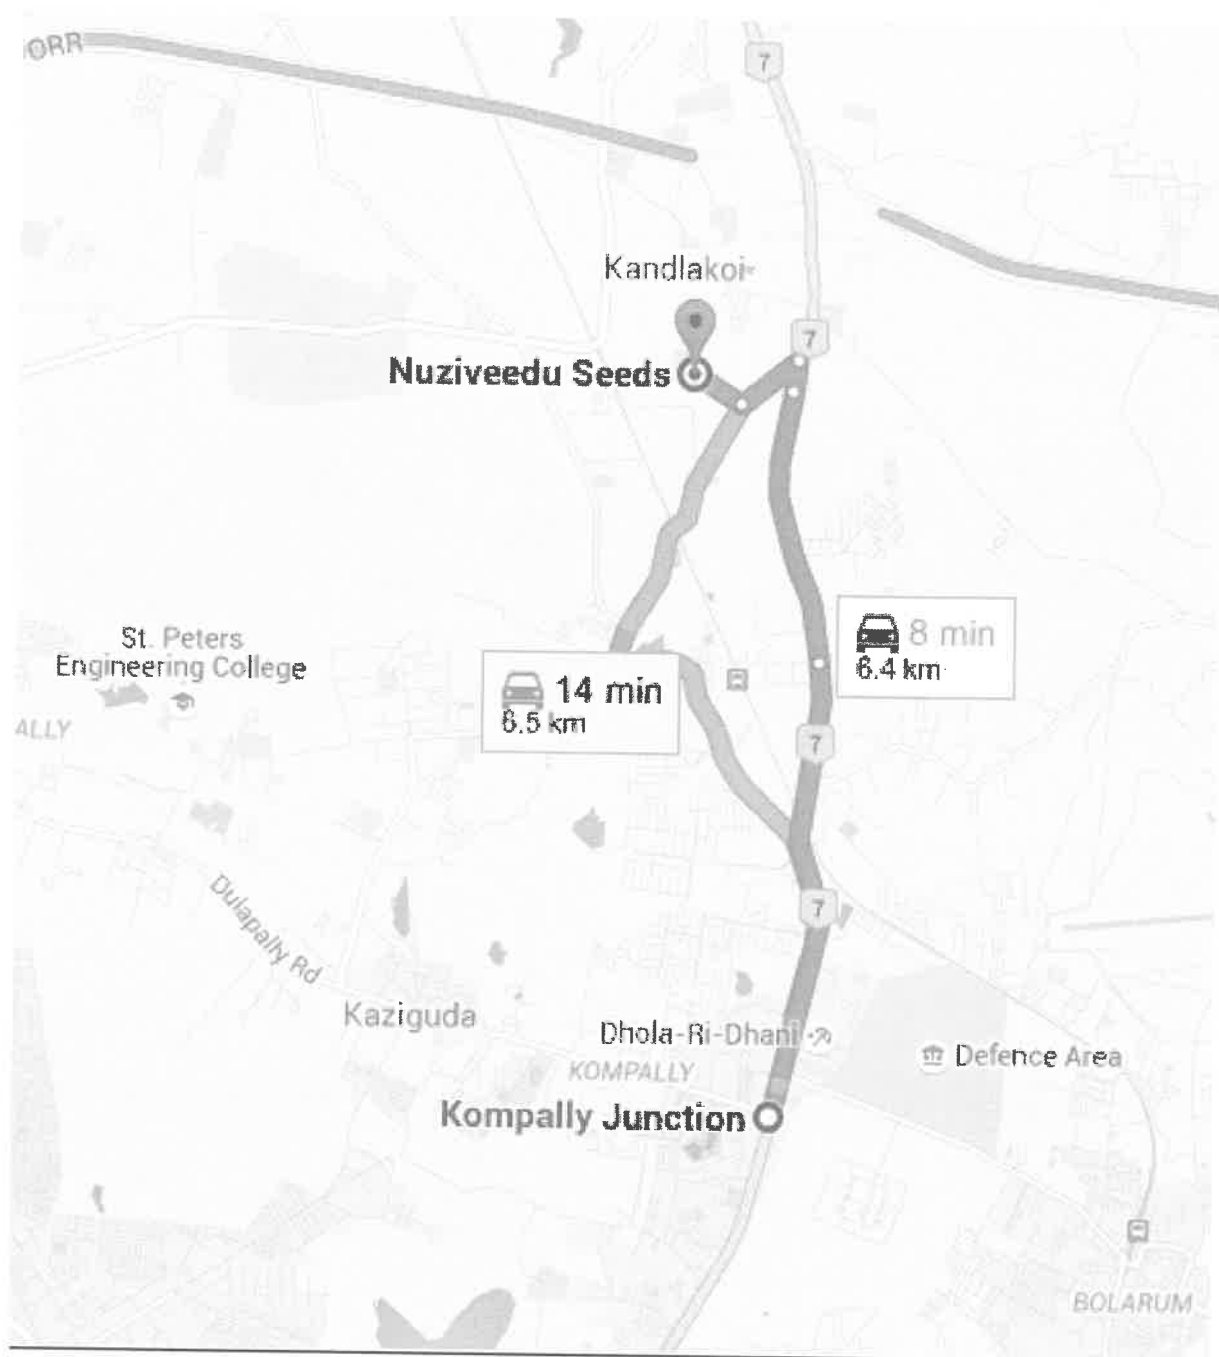 ORR
7
Kandlakoi
7
Nuziveedu Seeds
8 min
6.4 km
St. Peters
Engineering College
14 min
6.5 km
ALLY
7
7
Dulapally Rd
Kaziguda
Dhola-Ri-Dhani
Defence Area
KOMPALLY
Kompally Junction
BOLARUM